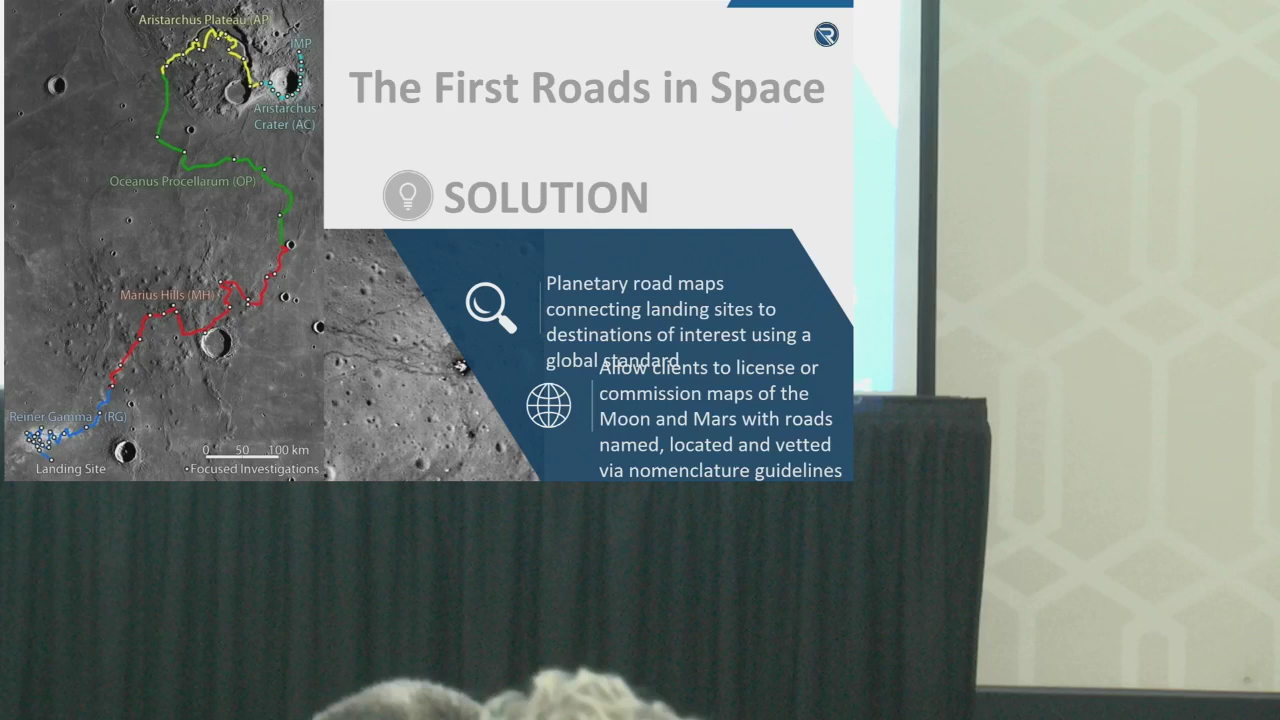 Aristarchus Plateau (AP)
IMP
Aristarchus
Crater (AC)
Oceanus Procellarum (OP)
Marius Hills (MH)
Reiner Gamma (RG)
0 50 100 km
Landing Site
Focused Investigations
R
The First Roads in Space
SOLUTION
Planetary road maps
connecting landing sites to
destinations of interest using a
global standard
Allow clients to license or
commission maps of the
Moon and Mars with roads
named, located and vetted
via nomenclature guidelines